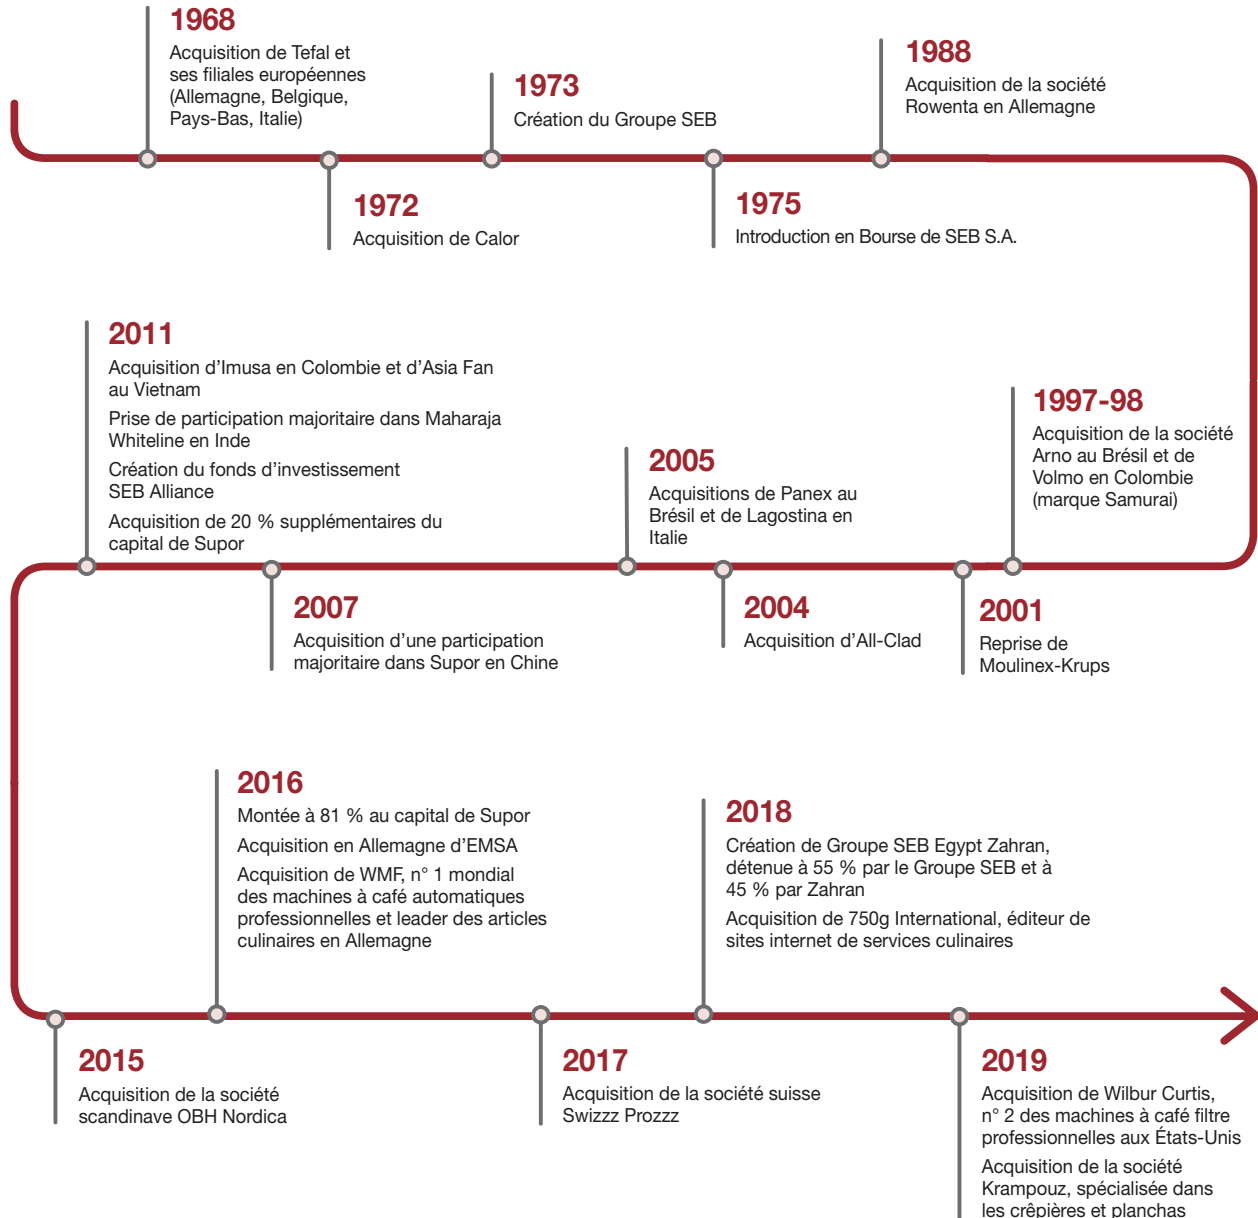 1968
Acquisition de Tefal et
ses filiales européennes
(Allemagne, Belgique,
Pays-Bas, Italie)
1972
Acquisition de Calor
1973
Création du Groupe SEB
1975
Introduction en Bourse de SEB S.A.
1988
Acquisition de la société
Rowenta en Allemagne
1997-98
Acquisition de la société
Arno au Brésil et de
Volmo en Colombie
(marque Samurai)
2001
Reprise de
Moulinex-Krups
2004
Acquisition d’All-Clad
2005
Acquisitions de Panex au
Brésil et de Lagostina en
Italie
2007
Acquisition d’une participation
majoritaire dans Supor en Chine
2011
Acquisition d’Imusa en Colombie et d’Asia Fan
au Vietnam
Prise de participation majoritaire dans Maharaja
Whiteline en Inde
Création du fonds d’investissement
SEB Alliance
Acquisition de 20 % supplémentaires du
capital de Supor
2015
Acquisition de la société
scandinave OBH Nordica
2016
Montée à 81 % au capital de Supor
Acquisition en Allemagne d’EMSA
Acquisition de WMF, n° 1 mondial
des machines à café automatiques
professionnelles et leader des articles
culinaires en Allemagne
2017
Acquisition de la société suisse
Swizzz Prozzz
2018
Création de Groupe SEB Egypt Zahran,
détenue à 55 % par le Groupe SEB et à
45 % par Zahran
Acquisition de 750g International, éditeur de
sites internet de services culinaires
2019
Acquisition de Wilbur Curtis,
n° 2 des machines à café filtre
professionnelles aux États-Unis
Acquisition de la société
Krampouz, spécialisée dans
les crêpières et planchas